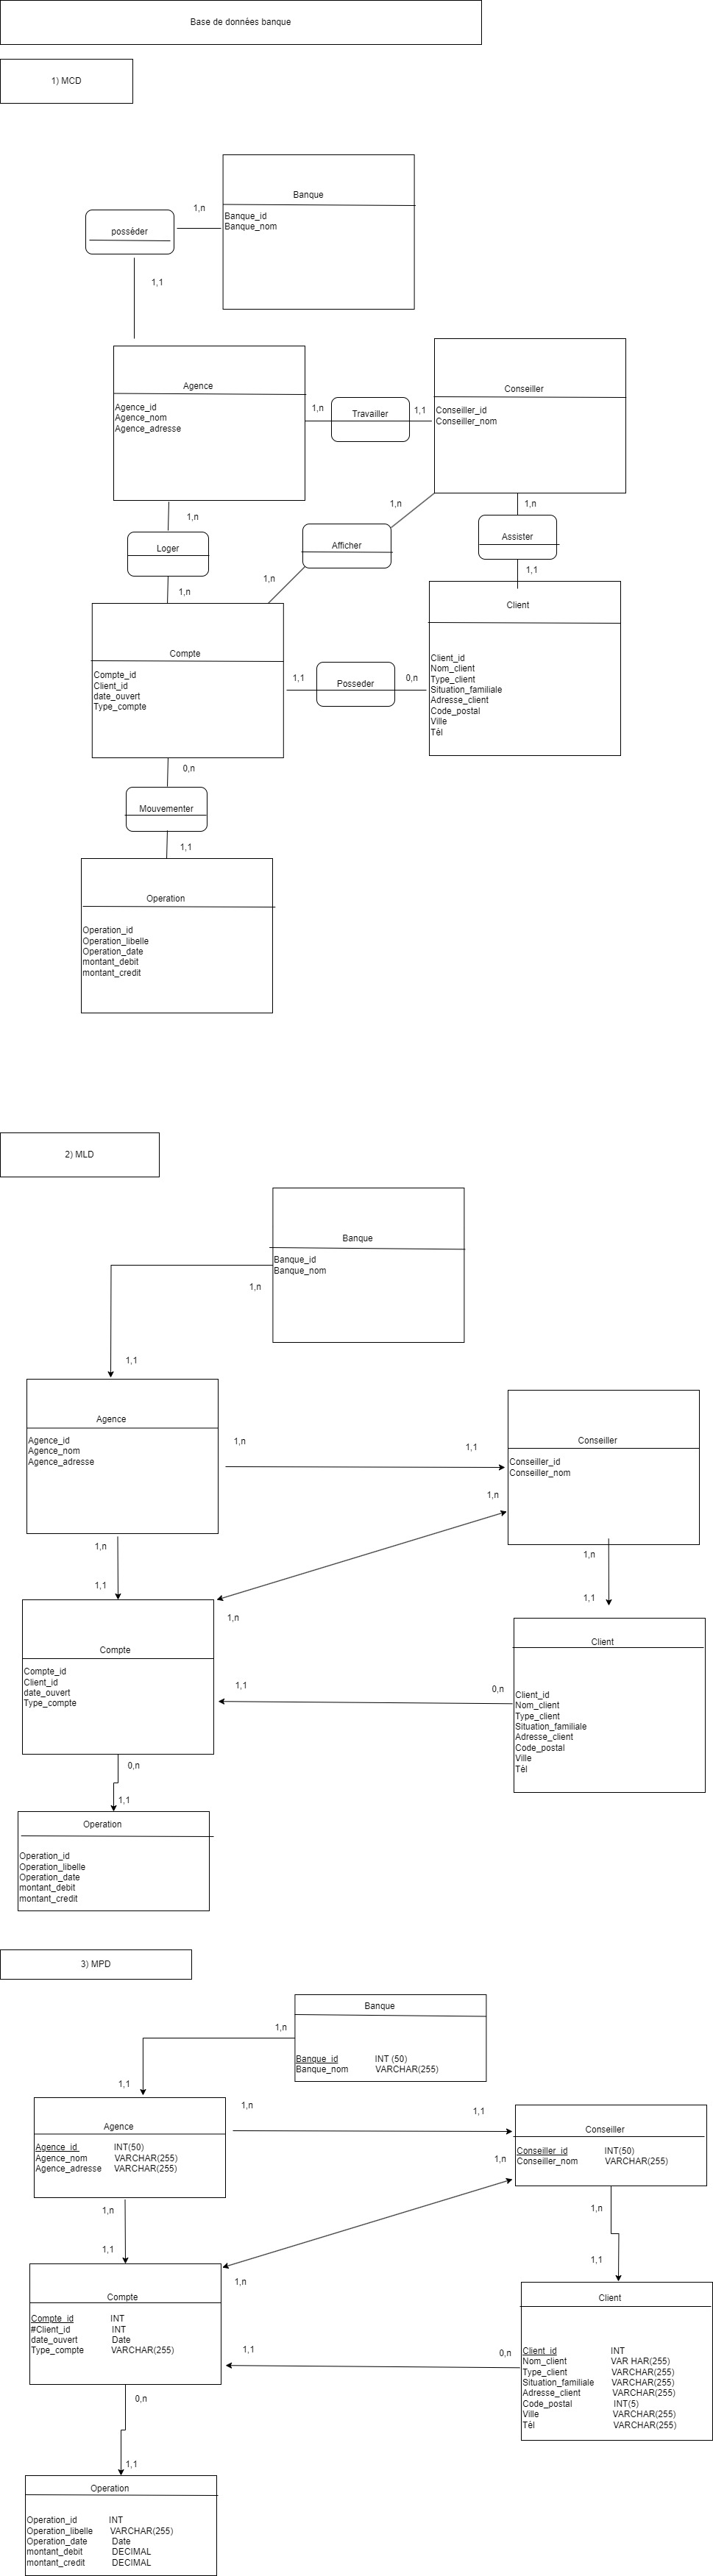 Base de données banque
1) MCD
Banque
1,n
Banque_id
Banque_nom
posséder
1,1
Agence
Agence_id
Agence_nom
Agence_adresse
1,n
Travailler
1,1
Conseiller
Conseiller_id
Conseiller_nom
1,n
Loger
1,n
1,n
Afficher
1,n
1,n
Assister
1,1
Compte
Compte_id
Client_id
date_ouvert
Type_compte
1,1
Posseder
0,n
Client
Client_id
Nom_client
Type_client
Situation_familiale
Adresse_client
Code_postal
Ville
Tél
0,n
Mouvementer
1,1
Operation
Operation_id
Operation_libelle
Operation_date
montant_debit
montant_credit
2) MLD
Banque
Banque_id
Banque_nom
1,n
1,1
Agence
Agence_id
Agence_nom
Agence_adresse
1,n
1,1
Conseiller
Conseiller_id
Conseiller_nom
1,n
1,n
1,1
1,n
1,n
1,1
Compte
Compte_id
Client_id
date_ouvert
Type_compte
1,1
0,n
Client
Client_id
Nom_client
Type_client
Situation_familiale
Adresse_client
Code_postal
Ville
Tél
0,n
1,1
Operation
Operation_id
Operation_libelle
Operation_date
montant_debit
montant_credit
3) MPD
Banque
1,n
Banque_id INT (50)
Banque_nom VARCHAR(255)
1,1
Agence
Agence_id INT(50)
Agence_nom VARCHAR(255)
Agence_adresse VARCHAR(255)
1,n
1,1
Conseiller
Conseiller_id INT(50)
Conseiller_nom VARCHAR(255)
1,n
1,n
1,1
1,n
1,n
1,1
Compte
Compte_id INT
#Client_id INT
date_ouvert Date
Type_compte VARCHAR(255)
1,1
0,n
Client
Client_id INT
Nom_client VAR HAR(255)
Type_client VARCHAR(255)
Situation_familiale VARCHAR(255)
Adresse_client VARCHAR(255)
Code_postal INT(5)
Ville VARCHAR(255)
Tél VARCHAR(255)
0,n
1,1
Operation
Operation_id INT
Operation_libelle VARCHAR(255)
Operation_date Date
montant_debit DECIMAL
montant_credit DECIMAL